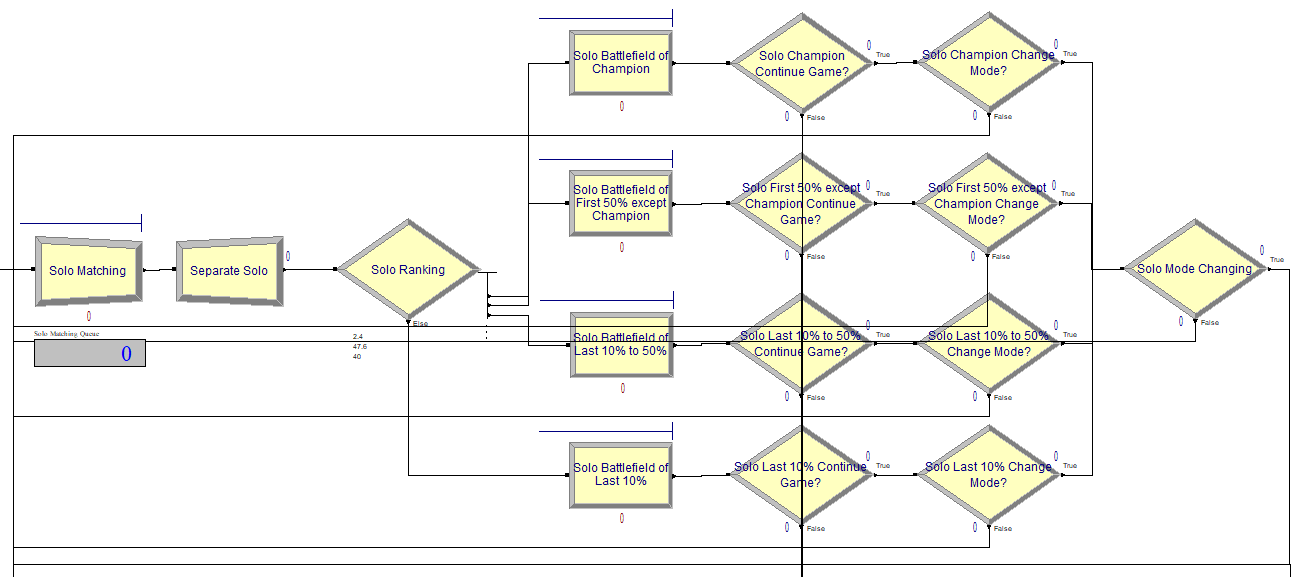 Solo Battlefield of
Champion
0
Solo Champion
Continue Game?
0
True
0
False
Solo Champion Change
Mode?
0
True
0
False
Solo Battlefield of
First 50% except
Champion
0
Solo First 50% except
Champion Continue
Game?
0
True
0
False
Solo First 50% except
Champion Change
Mode?
0
True
0
False
Solo Matching
0
Solo Matching Queue
0
Separate Solo
0
Solo Ranking
Else
2.4
47.6
40
Solo Mode Changing
0
True
0
False
Solo Battlefield of
Last 10% to 50%
0
Solo Last 10% to 50%
Continue Game?
0
True
0
False
Solo Last 10% to 50%
Change Mode?
0
True
0
False
Solo Battlefield of
Last 10%
0
Solo Last 10% Continue
Game?
0
True
0
False
Solo Last 10% Change
Mode?
0
True
0
False